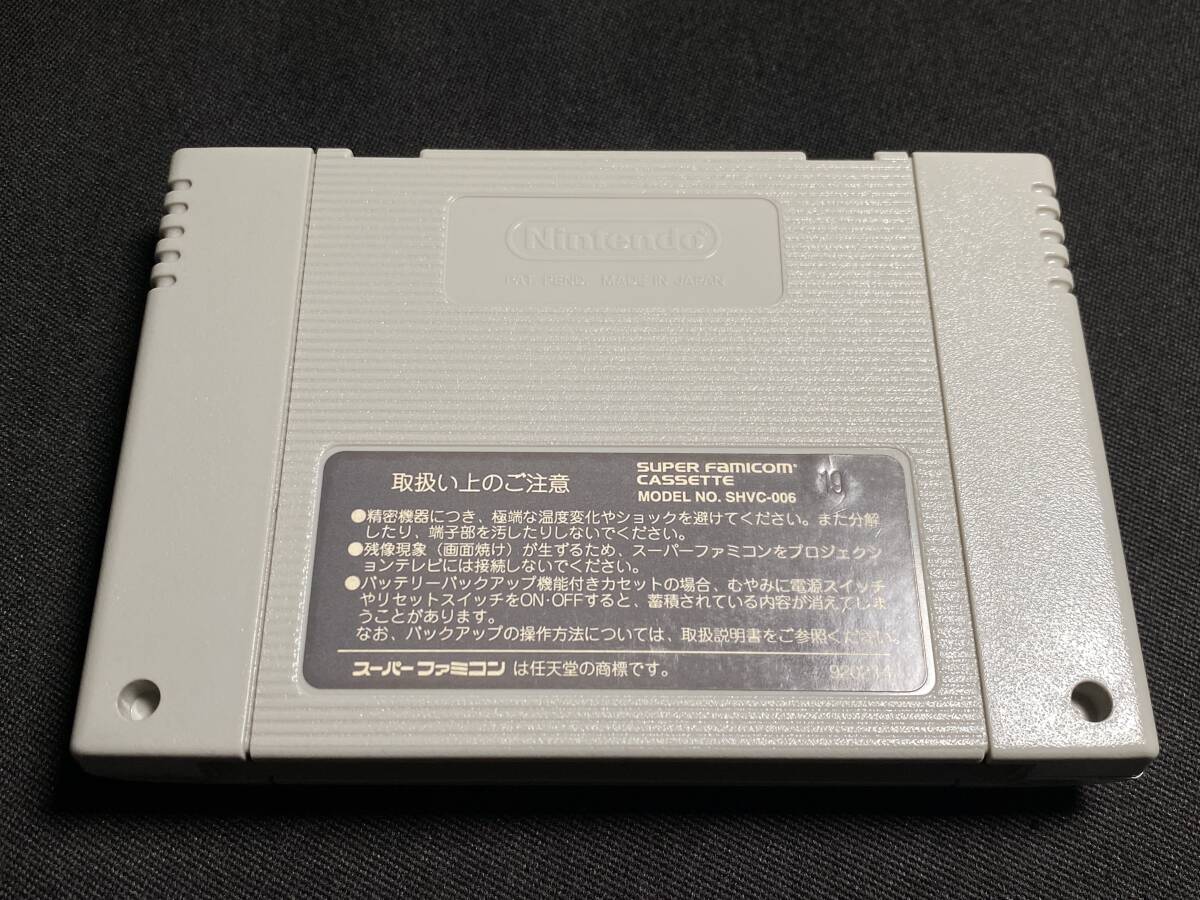 Nintendo
PAT. PEND. MADE IN JAPAN
取扱い上のご注意
SUPER FAMICOM
CASSETTE
MODEL NO. SHVC-006
19
●精密機器につき、極端な温度変化やショックを避けてください。また分解
したり、端子部を汚したりしないでください。
●残像現象（画面焼け）が生ずるため、スーパーファミコンをプロジェクシ
ョンテレビには接続しないでください。
●バッテリーバックアップ機能付きカセットの場合、むやみに電源スイッチ
やリセットスイッチをON・OFFすると、蓄積されている内容が消えてしま
うことがあります。
なお、バックアップの操作方法については、取扱説明書をご参照ください。
スーパーファミコン は任天堂の商標です。
920214